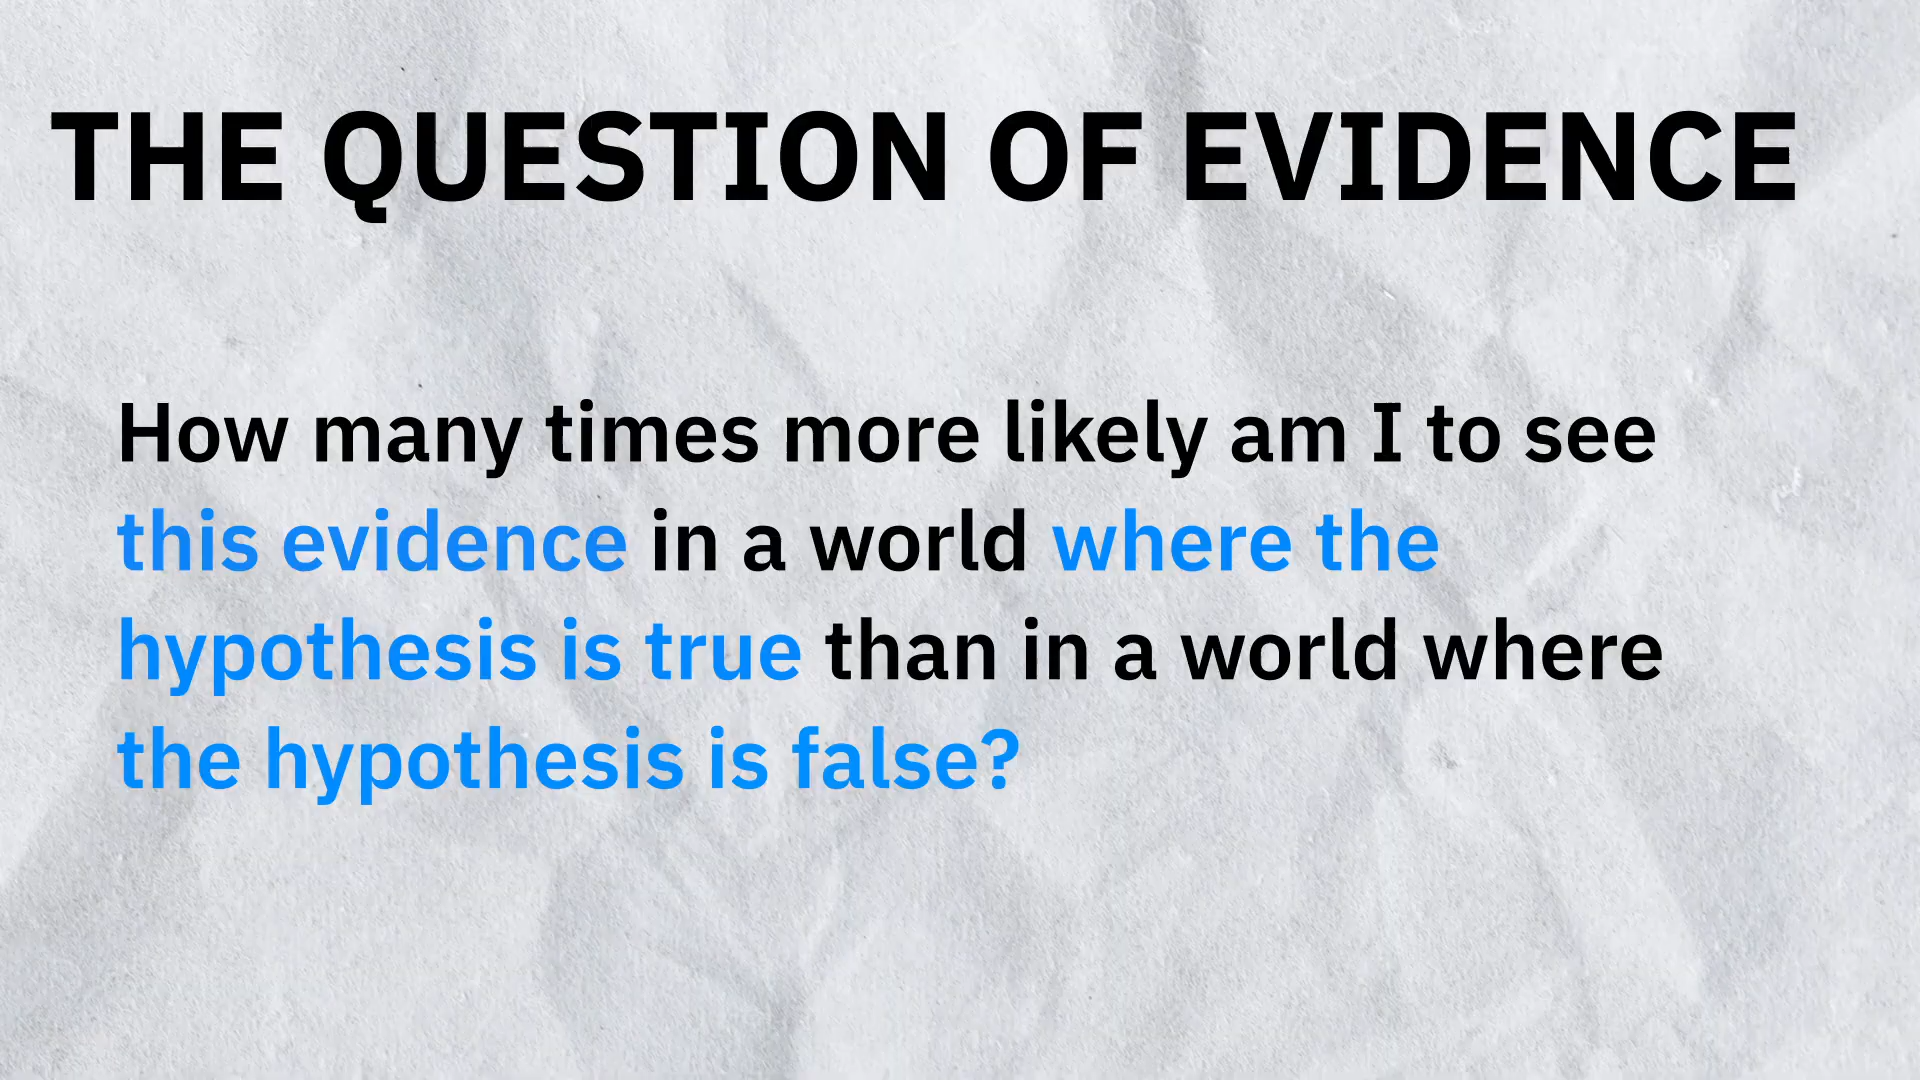 THE QUESTION OF EVIDENCE
How many times more likely am I to see
this evidence in a world where the
hypothesis is true than in a world where
the hypothesis is false?